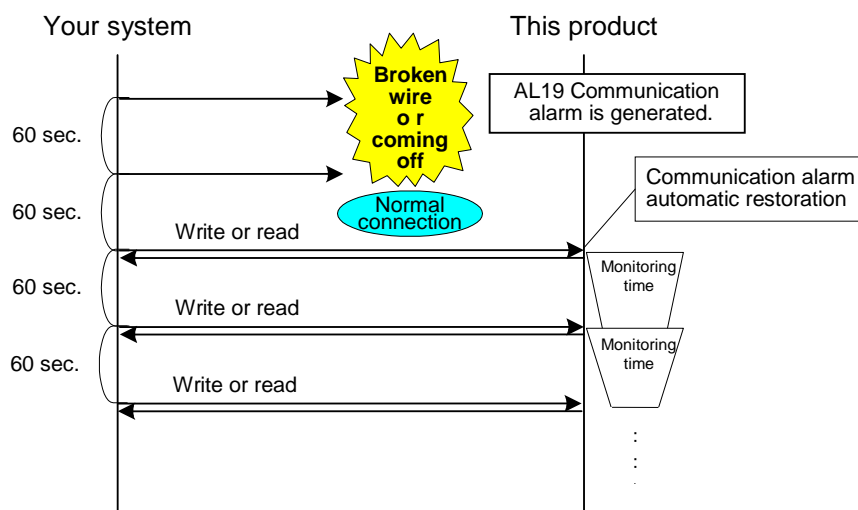 Your system
This product
Broken
wire
o r
coming
off
AL19 Communication
alarm is generated.
60 sec.
Communication alarm
automatic restoration
60 sec.
Normal
connection
Write or read
Monitoring
time
60 sec.
Write or read
Monitoring
time
60 sec.
Write or read
:
:
.